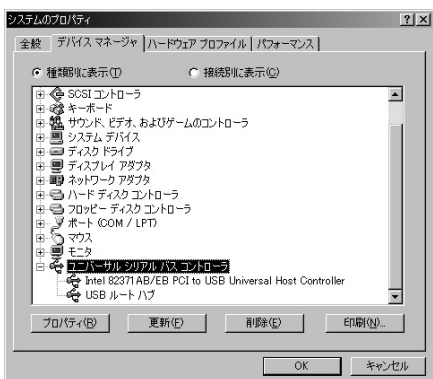 システムのプロパティ
全般 デバイス マネージャ ハードウェア プロファイル パフォーマンス
種類別に表示(T) 接続別に表示(C)
SCSI コントローラ
キーボード
サウンド、ビデオ、およびゲームのコントローラ
システム デバイス
ディスク ドライブ
ディスプレイ アダプタ
ネットワーク アダプタ
ハード ディスク コントローラ
フロッピー ディスク コントローラ
ポート (COM / LPT)
マウス
モニタ
ユニバーサル シリアル バス コントローラ
Intel 82371AB/EB PCI to USB Universal Host Controller
USB ルート ハブ
プロパティ(R) 更新(F) 削除(E) 印刷(N)...
OK キャンセル